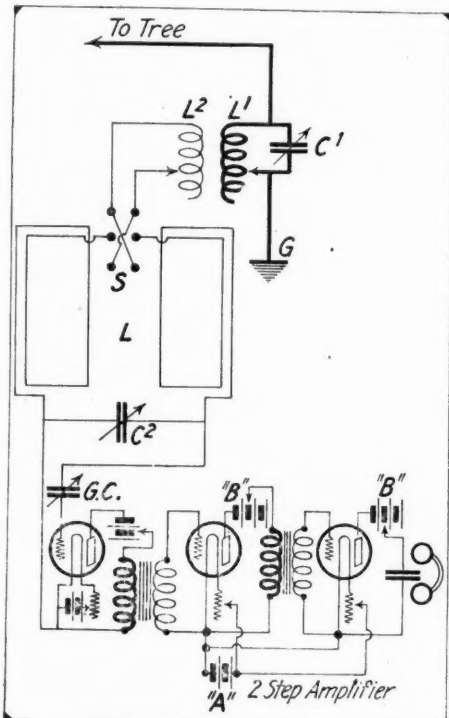 To Tree
L² L¹
C¹
G
S
L
C²
G.C.
"B" "B"
"A" 2 Step Amplifier